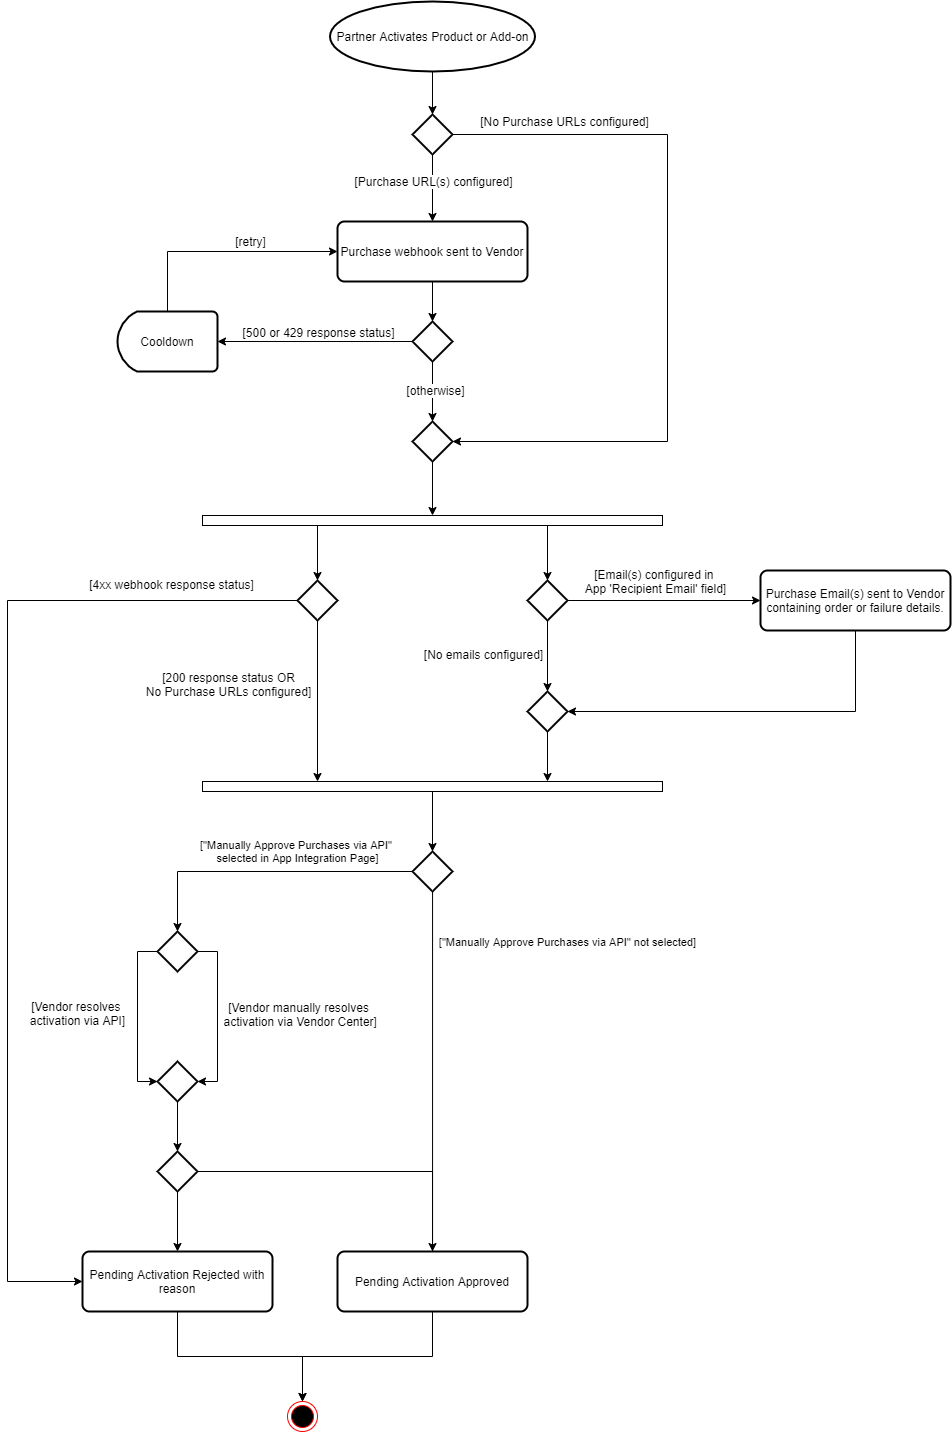 Partner Activates Product or Add-on
[No Purchase URLs configured]
[Purchase URL(s) configured]
[retry]
Purchase webhook sent to Vendor
[500 or 429 response status]
Cooldown
[otherwise]
[4xx webhook response status]
[Email(s) configured in
App 'Recipient Email' field]
Purchase Email(s) sent to Vendor
containing order or failure details.
[No emails configured]
[200 response status OR
No Purchase URLs configured]
["Manually Approve Purchases via API"
selected in App Integration Page]
["Manually Approve Purchases via API" not selected]
[Vendor resolves
activation via API]
[Vendor manually resolves
activation via Vendor Center]
Pending Activation Rejected with
reason
Pending Activation Approved